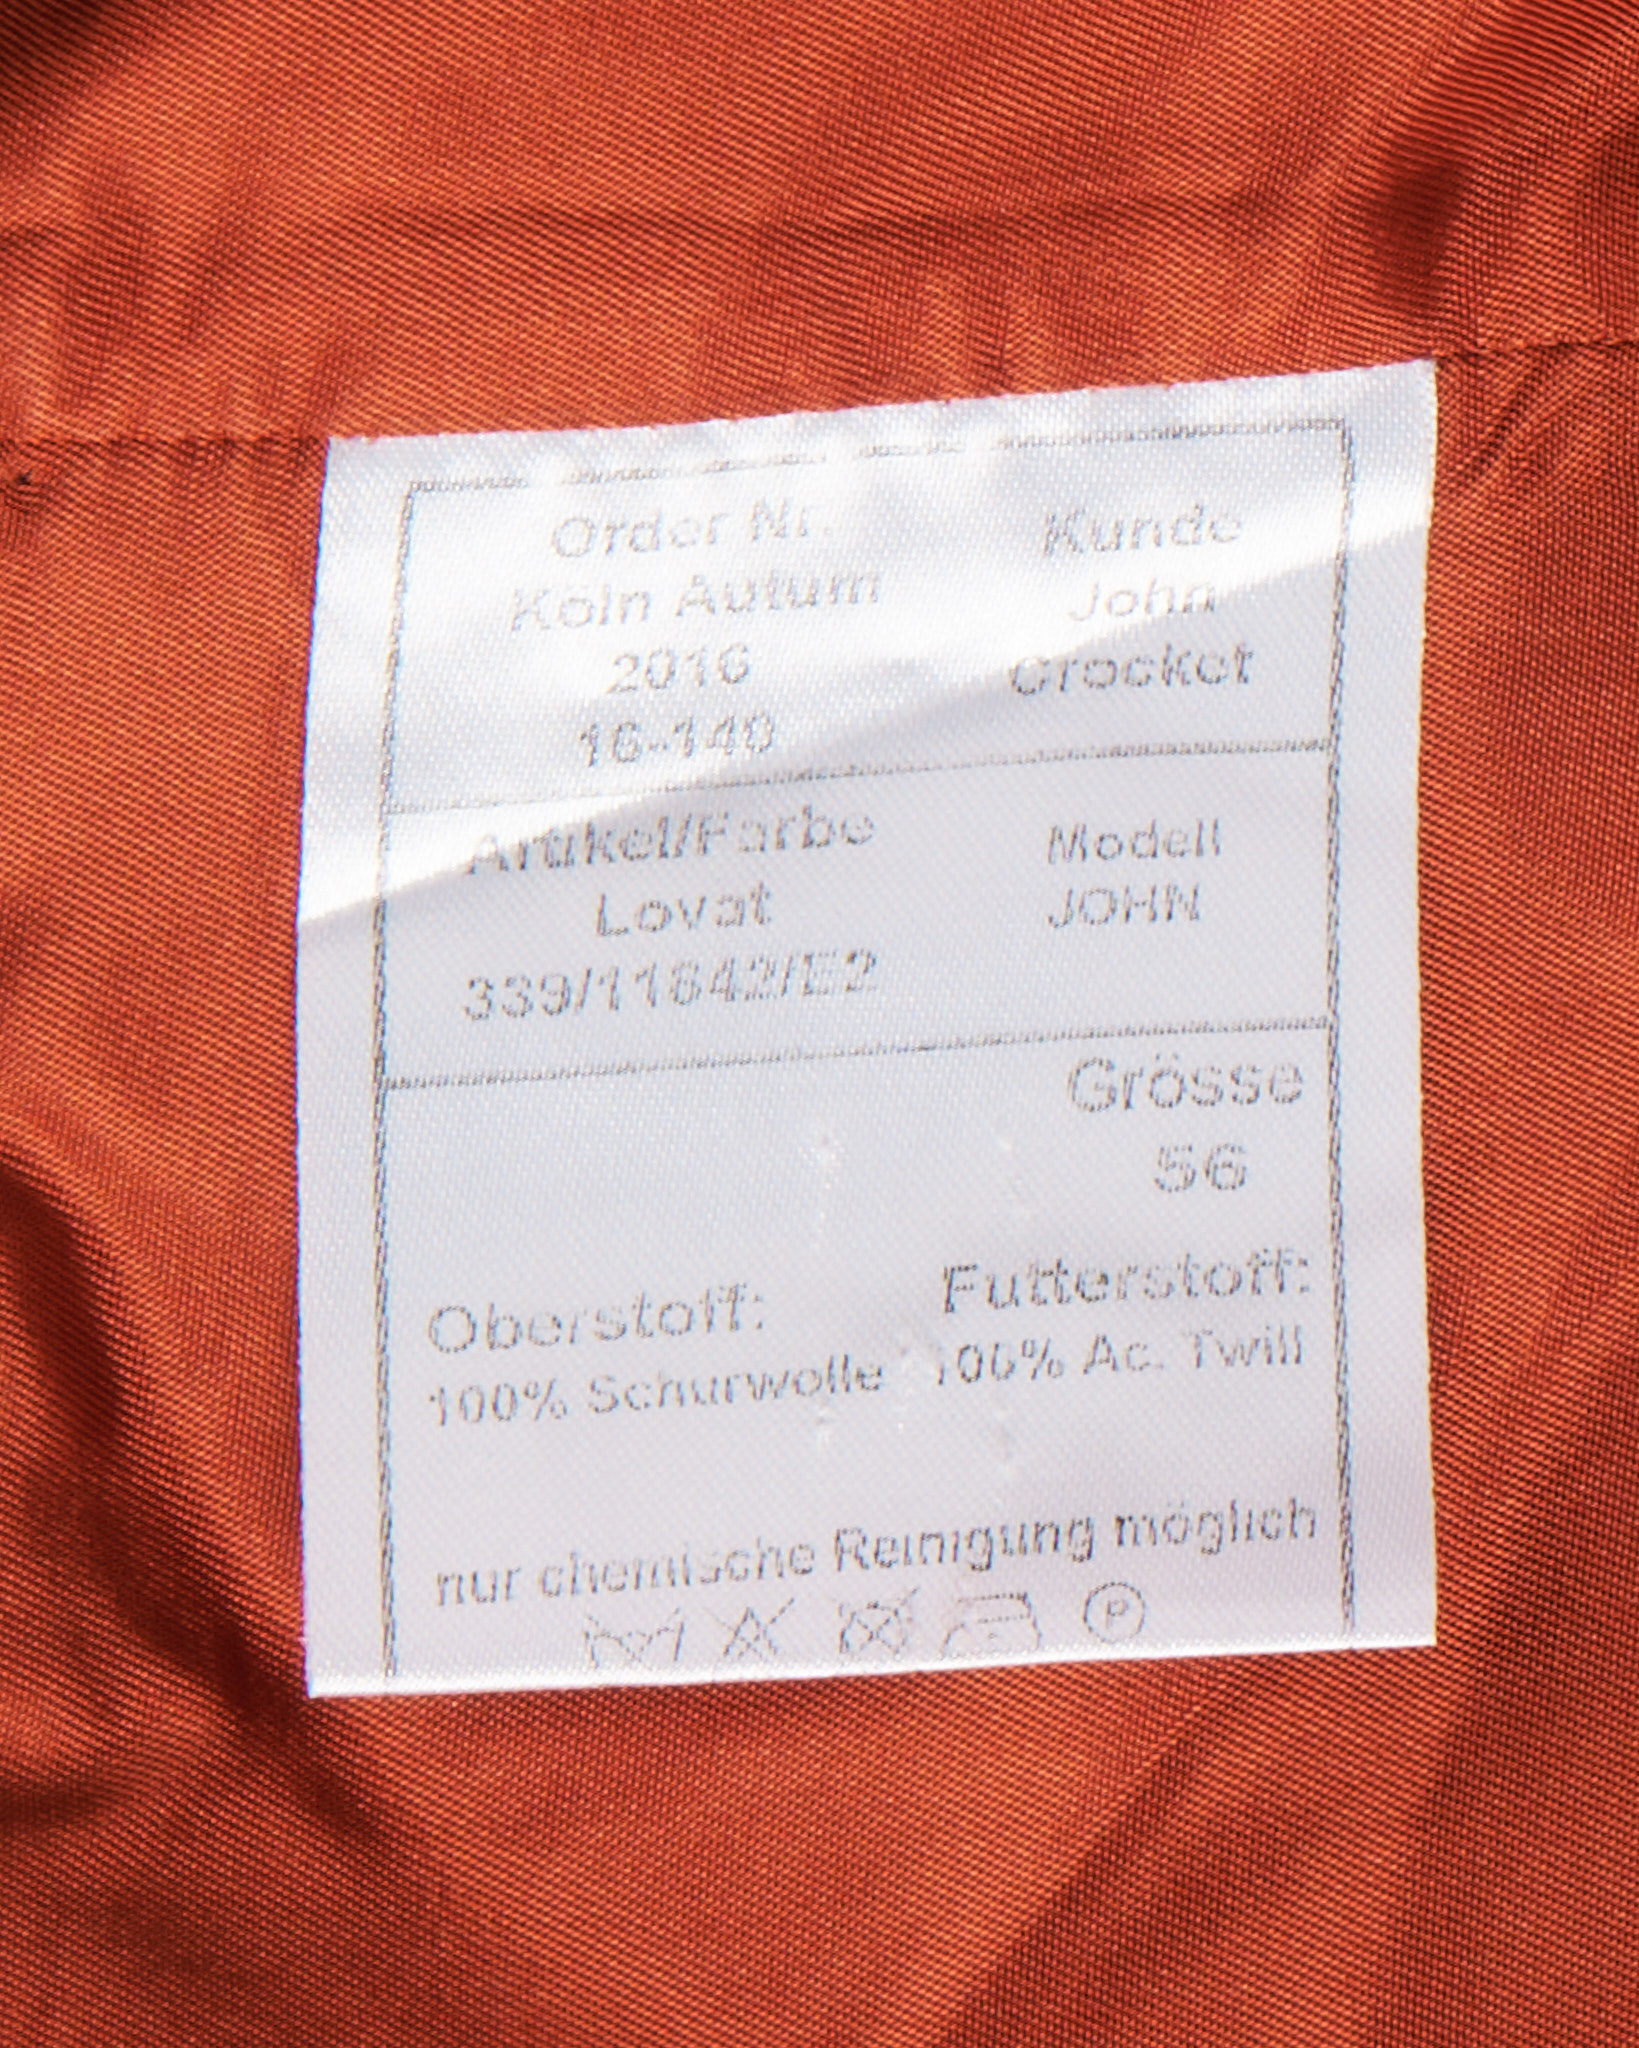 Order Nr.
Köln Autum
2016
16-140
Kunde
John
Crocket
Artikel/Farbe
Lovat
339/11642/E2
Modell
JOHN
Grösse
56
Oberstoff:
100% Schurwolle
Futterstoff:
100% Ac. Twill
nur chemische Reinigung möglich
P